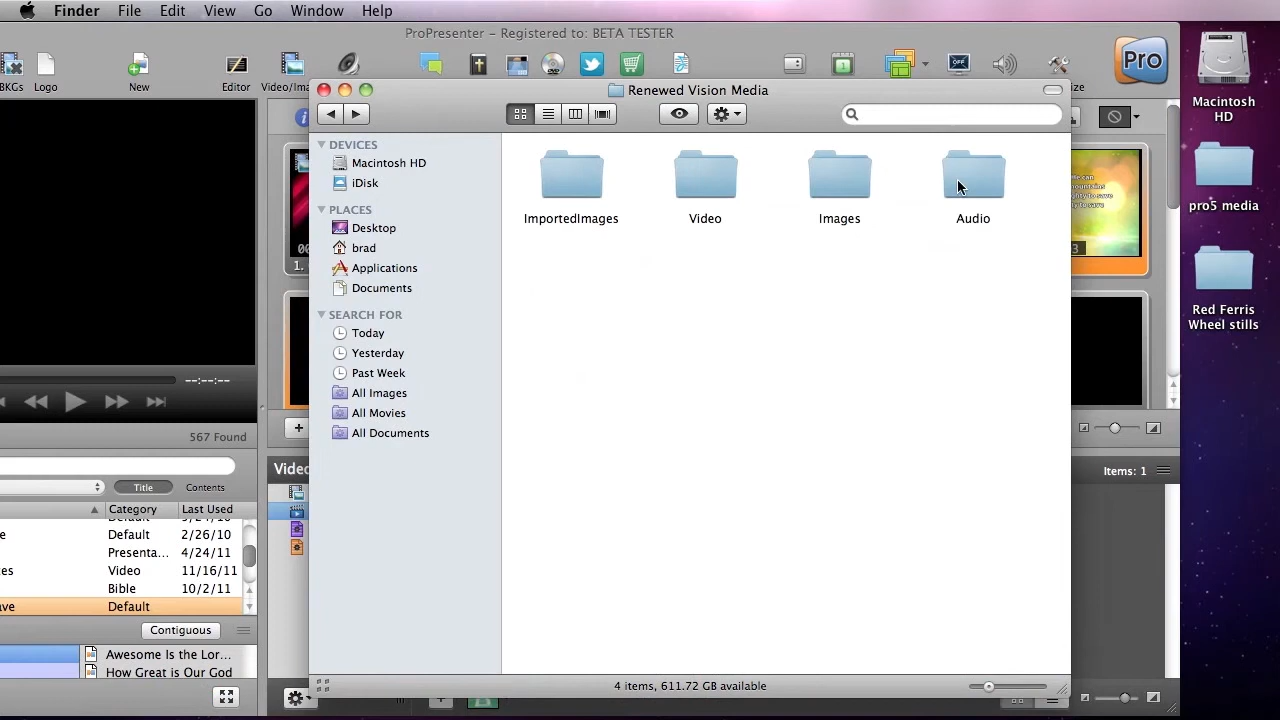 Finder File Edit View Go Window Help
ProPresenter – Registered to: BETA TESTER
BKGs Logo New Editor Video/Im
Pro
Renewed Vision Media
DEVICES
Macintosh HD
iDisk
PLACES
Desktop
brad
Applications
Documents
SEARCH FOR
Today
Yesterday
Past Week
All Images
All Movies
All Documents
ImportedImages Video Images Audio
4 items, 611.72 GB available
Macintosh
HD
pro5 media
Red Ferris
Wheel stills
--:--:--
567 Found
Title Contents
Category Last Used
Default 2/26/10
Presenta... 4/24/11
Video 11/16/11
Bible 10/2/11
Default
Contiguous
Awesome Is the Lor...
How Great is Our God
1.
Video
Items: 1